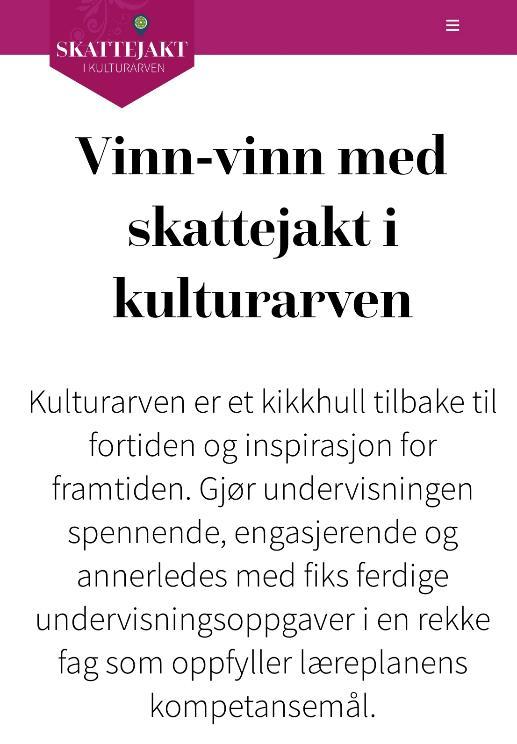 SKATTEJAKT
I KULTURARVEN
Vinn-vinn med
skattejakt i
kulturarven
Kulturarven er et kikkhull tilbake til
fortiden og inspirasjon for
framtiden. Gjør undervisningen
spennende, engasjerende og
annerledes med fiks ferdige
undervisningsoppgaver i en rekke
fag som oppfyller læreplanens
kompetansemål.